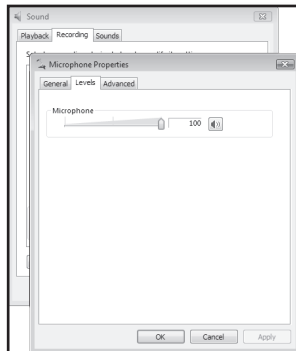 Sound
Playback Recording Sounds
Microphone Properties
General Levels Advanced
Microphone
100
OK Cancel Apply